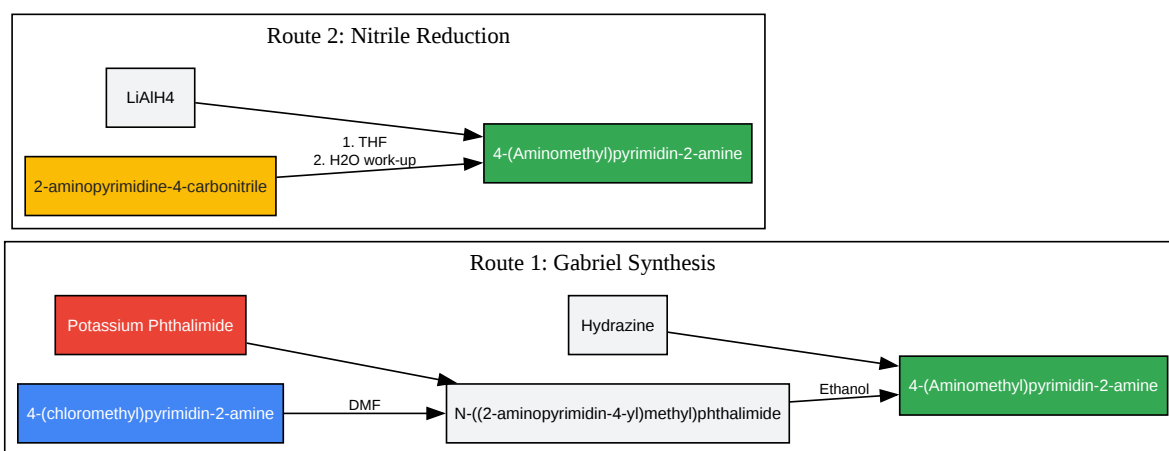 Route 2: Nitrile Reduction
LiAlH4
1. THF
2. H2O work-up
4-(Aminomethyl)pyrimidin-2-amine
2-aminopyrimidine-4-carbonitrile
Route 1: Gabriel Synthesis
Potassium Phthalimide
Hydrazine
4-(chloromethyl)pyrimidin-2-amine
DMF
N-((2-aminopyrimidin-4-yl)methyl)phthalimide
Ethanol
4-(Aminomethyl)pyrimidin-2-amine